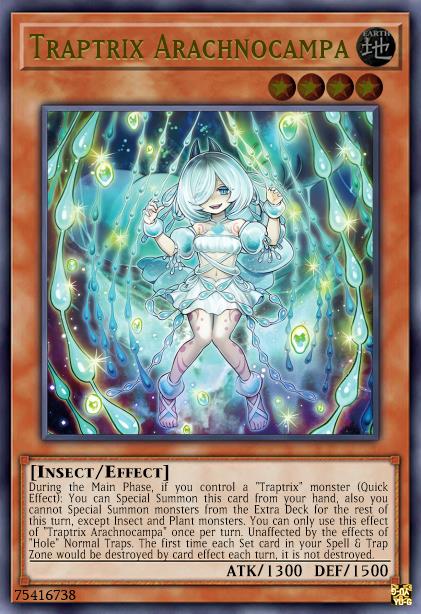 Traptrix Arachnocampa
EARTH
地
[Insect/Effect]
During the Main Phase, if you control a "Traptrix" monster (Quick
Effect): You can Special Summon this card from your hand, also you
cannot Special Summon monsters from the Extra Deck for the rest of
this turn, except Insect and Plant monsters. You can only use this effect
of "Traptrix Arachnocampa" once per turn. Unaffected by the effects of
"Hole" Normal Traps. The first time each Set card in your Spell & Trap
Zone would be destroyed by card effect each turn, it is not destroyed.
ATK/1300 DEF/1500
75416738